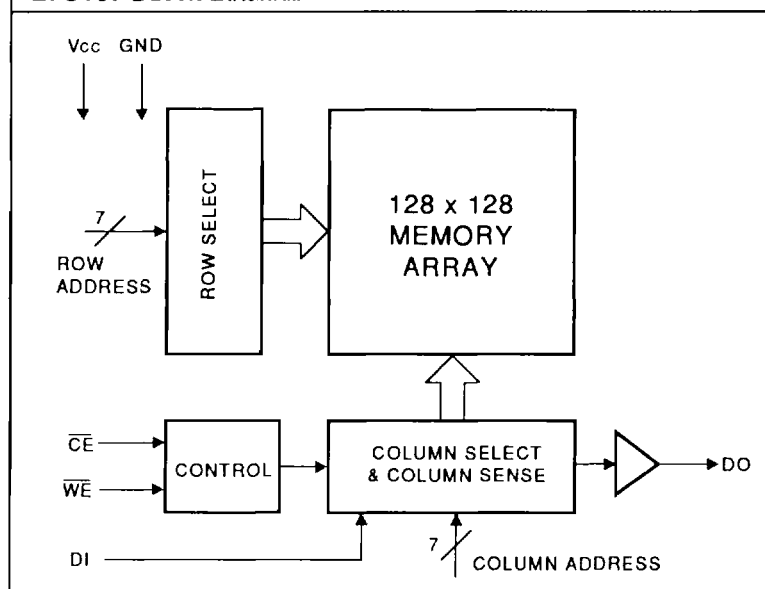 Vcc GND
7
ROW
ADDRESS
ROW SELECT
128 x 128
MEMORY
ARRAY
CE
WE
CONTROL
COLUMN SELECT
& COLUMN SENSE
DO
DI
7
COLUMN ADDRESS